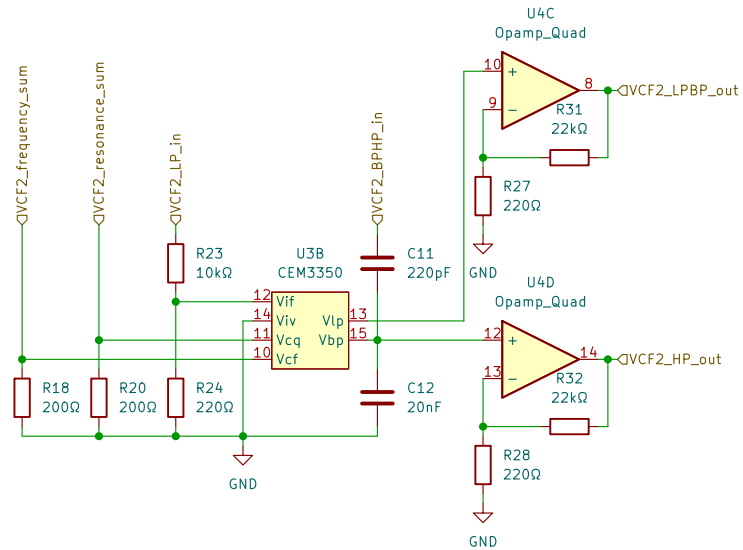 U4C
Opamp_Quad
10
+
8
VCF2_LPBP_out
9
−
R31
22kΩ
VCF2_frequency_sum
VCF2_resonance_sum
VCF2_LP_in
VCF2_BPHP_in
R27
220Ω
GND
R23
10kΩ
U3B
CEM3350
C11
220pF
12
Vif
14
Viv
Vlp
13
11
Vcq
Vbp
15
10
Vcf
U4D
Opamp_Quad
12
+
14
VCF2_HP_out
13
−
R32
22kΩ
R18
200Ω
R20
200Ω
R24
220Ω
C12
20nF
R28
220Ω
GND
GND